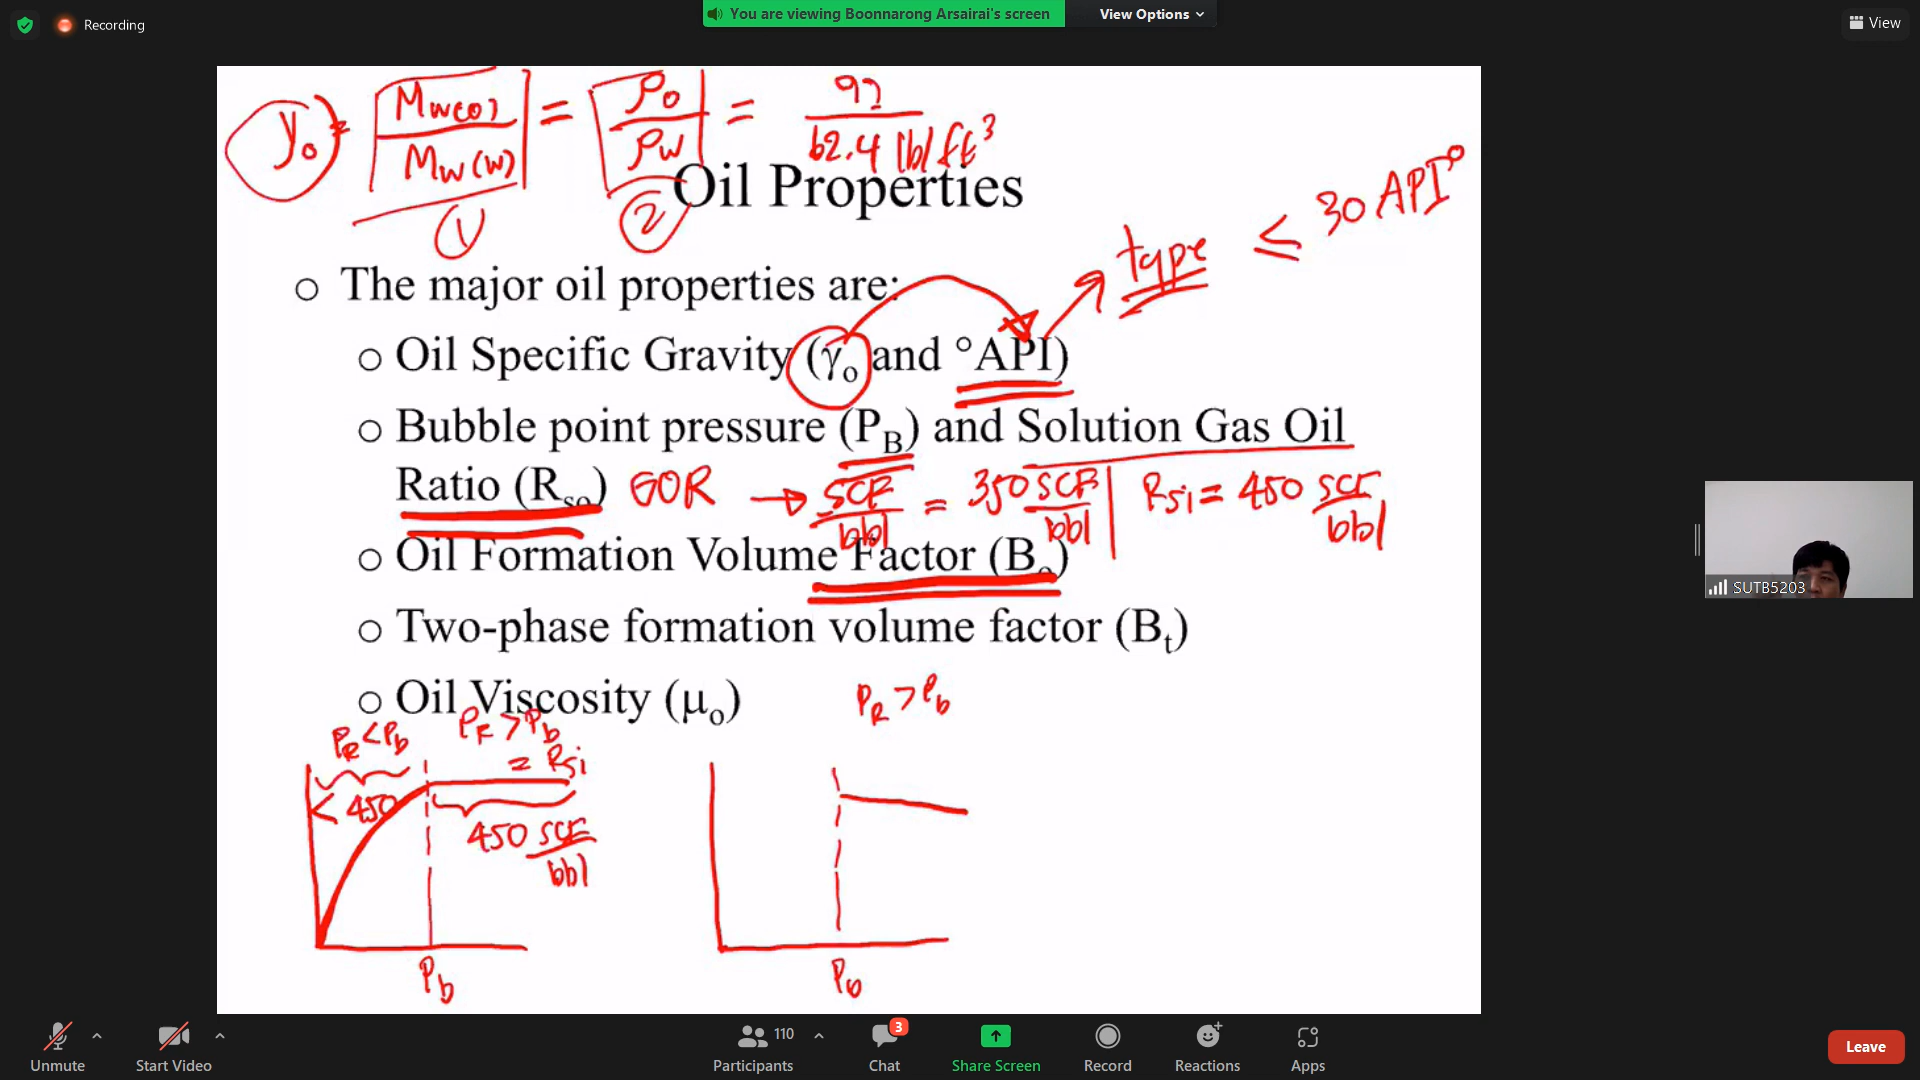 Recording
You are viewing Boonnarong Arsairai's screen
View Options
View
γo = Mw(o) / Mw(w) = ρo / ρw = 9? / 62.4 lb/ft³
① ②
Oil Properties
type ≤ 30 API°
The major oil properties are:
Oil Specific Gravity (γo and °API)
Bubble point pressure (PB) and Solution Gas Oil
Ratio (Rso) GOR → SCF/bbl = 350 SCF/bbl | Rsi = 450 SCF/bbl
Oil Formation Volume Factor (Bo)
Two-phase formation volume factor (Bt)
Oil Viscosity (μo)
PR < Pb PR > Pb
= Rsi
< 450
450 SCF/bbl
Pb
PR > Pb
Pb
SUTB5203
Unmute
Start Video
110
Participants
3
Chat
Share Screen
Record
Reactions
Apps
Leave